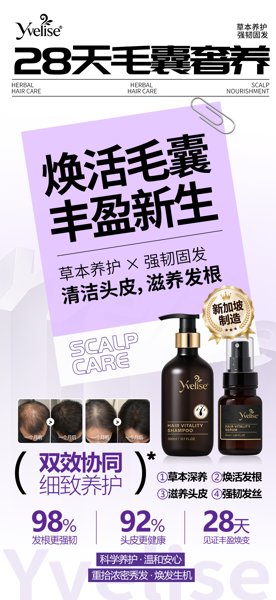 Yvelise
草本养护
强韧固发
28天毛囊奢养
HERBAL
HAIR CARE
HERBAL
HAIR CARE
SCALP
NOURISHMENT
焕活毛囊
丰盈新生
草本养护 × 强韧固发
清洁头皮，滋养发根
新加坡
制造
SCALP
CARE
Yvelise
HAIR VITALITY
SHAMPOO
HAIR VITALITY
SERUM
(双效协同)*
细致养护
①草本深养 ②焕活发根
③滋养头皮 ④强韧发丝
98% 92% 28天
发根更强韧 头皮更健康 见证丰盈焕变
科学养护·温和安心
重拾浓密秀发·焕发生机
Yvelise